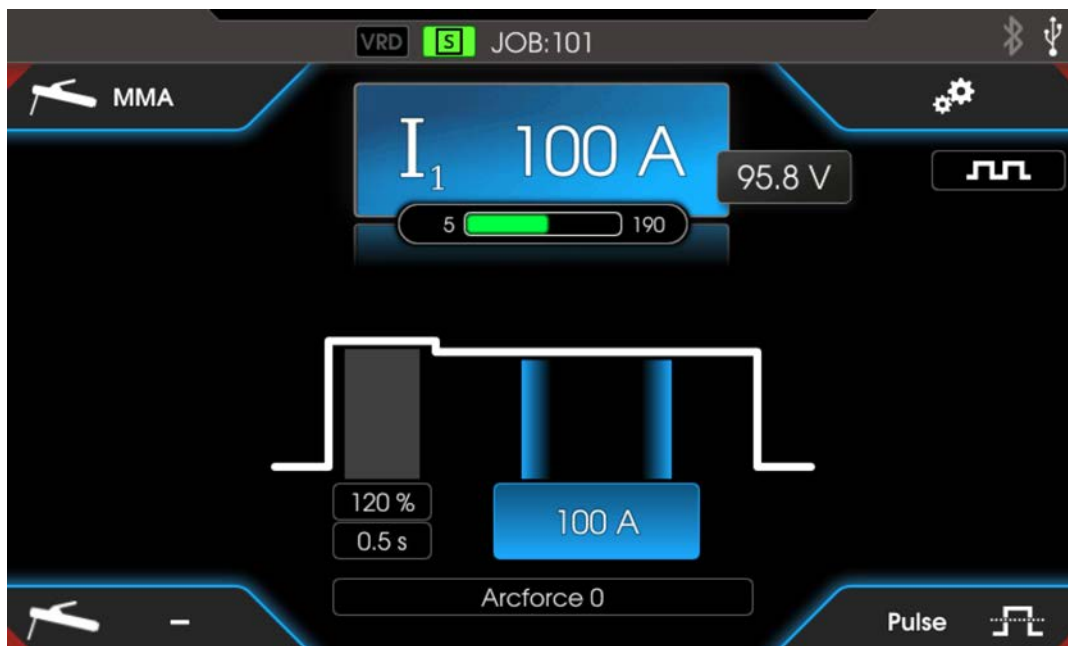 VRD S JOB:101
MMA
I1 100 A
95.8 V
5 190
120 %
0.5 s
100 A
Arcforce 0
–
Pulse